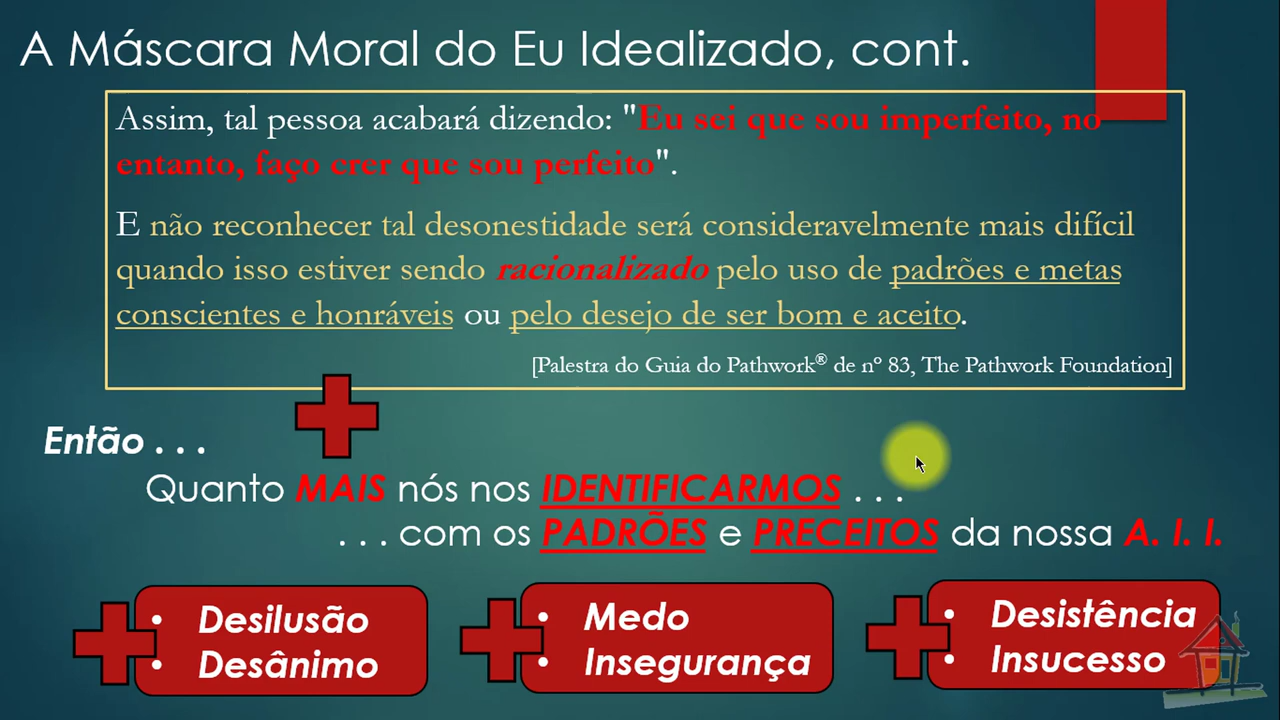 A Máscara Moral do Eu Idealizado, cont.
Assim, tal pessoa acabará dizendo: "Eu sei que sou imperfeito, no
entanto, faço crer que sou perfeito".
E não reconhecer tal desonestidade será consideravelmente mais difícil
quando isso estiver sendo racionalizado pelo uso de padrões e metas
conscientes e honráveis ou pelo desejo de ser bom e aceito.
[Palestra do Guia do Pathwork® de nº 83, The Pathwork Foundation]
Então . . .
Quanto MAIS nós nos IDENTIFICARMOS . . .
. . . com os PADRÕES e PRECEITOS da nossa A. I. I.
• Desilusão
• Desânimo
• Medo
• Insegurança
• Desistência
• Insucesso